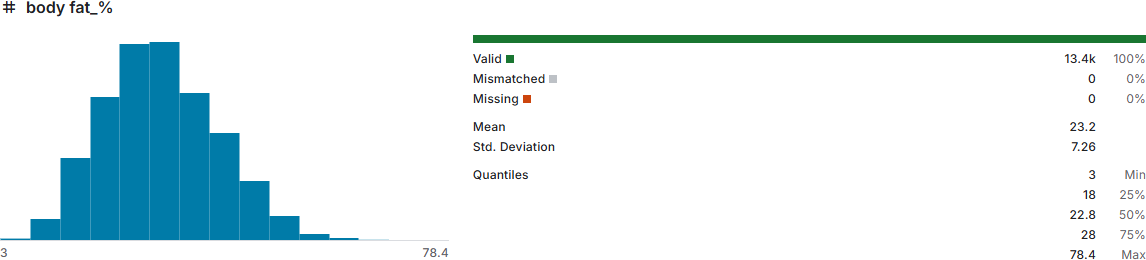 # body fat_%
Valid 13.4k 100%
Mismatched 0 0%
Missing 0 0%
Mean 23.2
Std. Deviation 7.26
Quantiles 3 Min
18 25%
22.8 50%
28 75%
78.4 Max
3 78.4